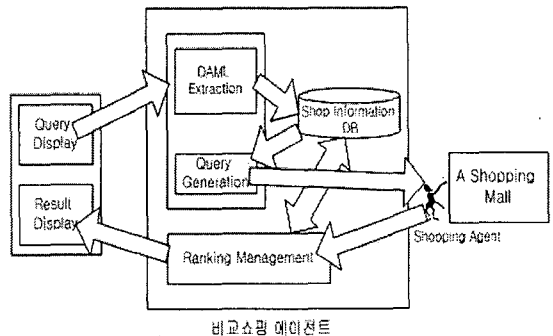 DAML
Extraction
Shop Information
DB
Query
Display
Query
Generation
A Shopping
Mall
Result
Display
Shopping Agent
Ranking Management
비교쇼핑 에이전트